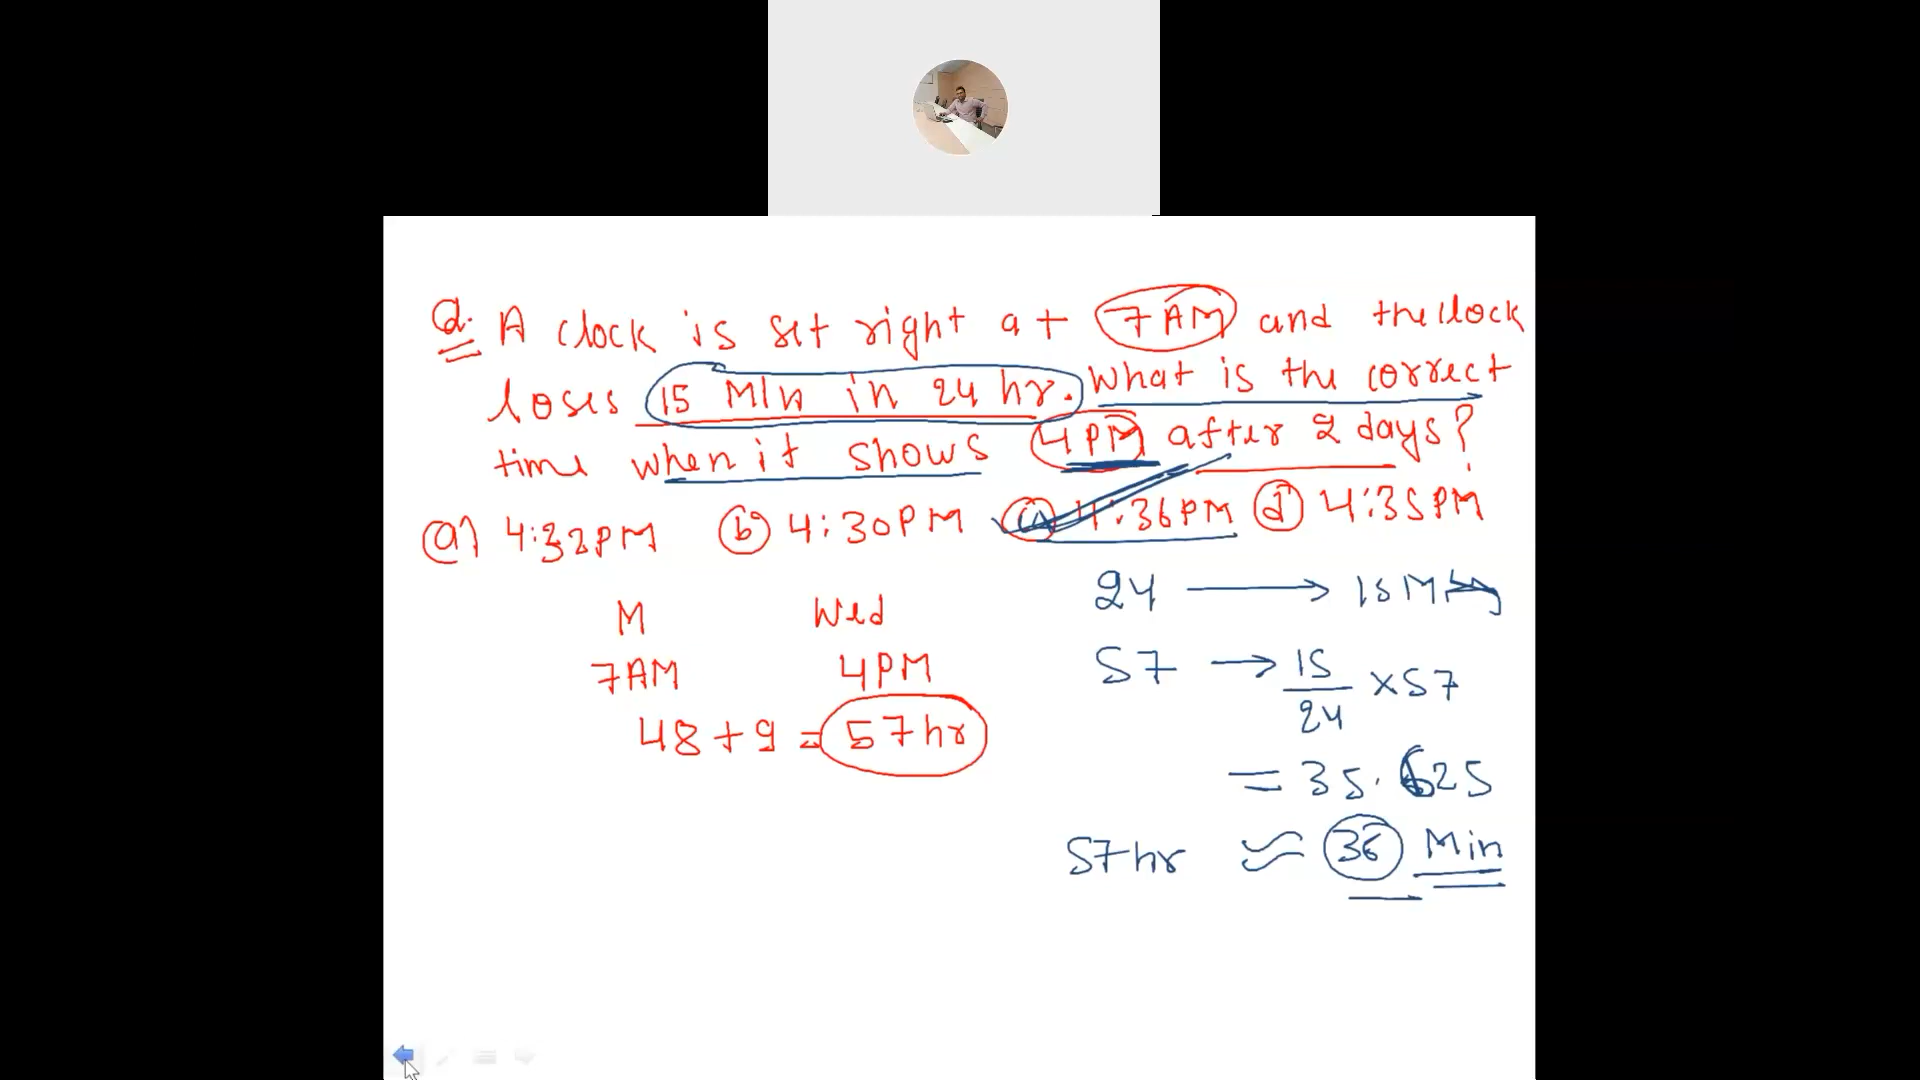 Q. A clock is set right at 7AM and the clock
loses 15 MIn in 24 hr. What is the correct
time when it shows 4PM after 2 days?
(a) 4:32PM (b) 4:30PM (c) 4:36PM (d) 4:35PM
M Wed
7AM 4PM
48+9 = 57hr
24 → 15 Min
57 → 15/24 ×57
= 35.625
57hr ≈ 36 Min